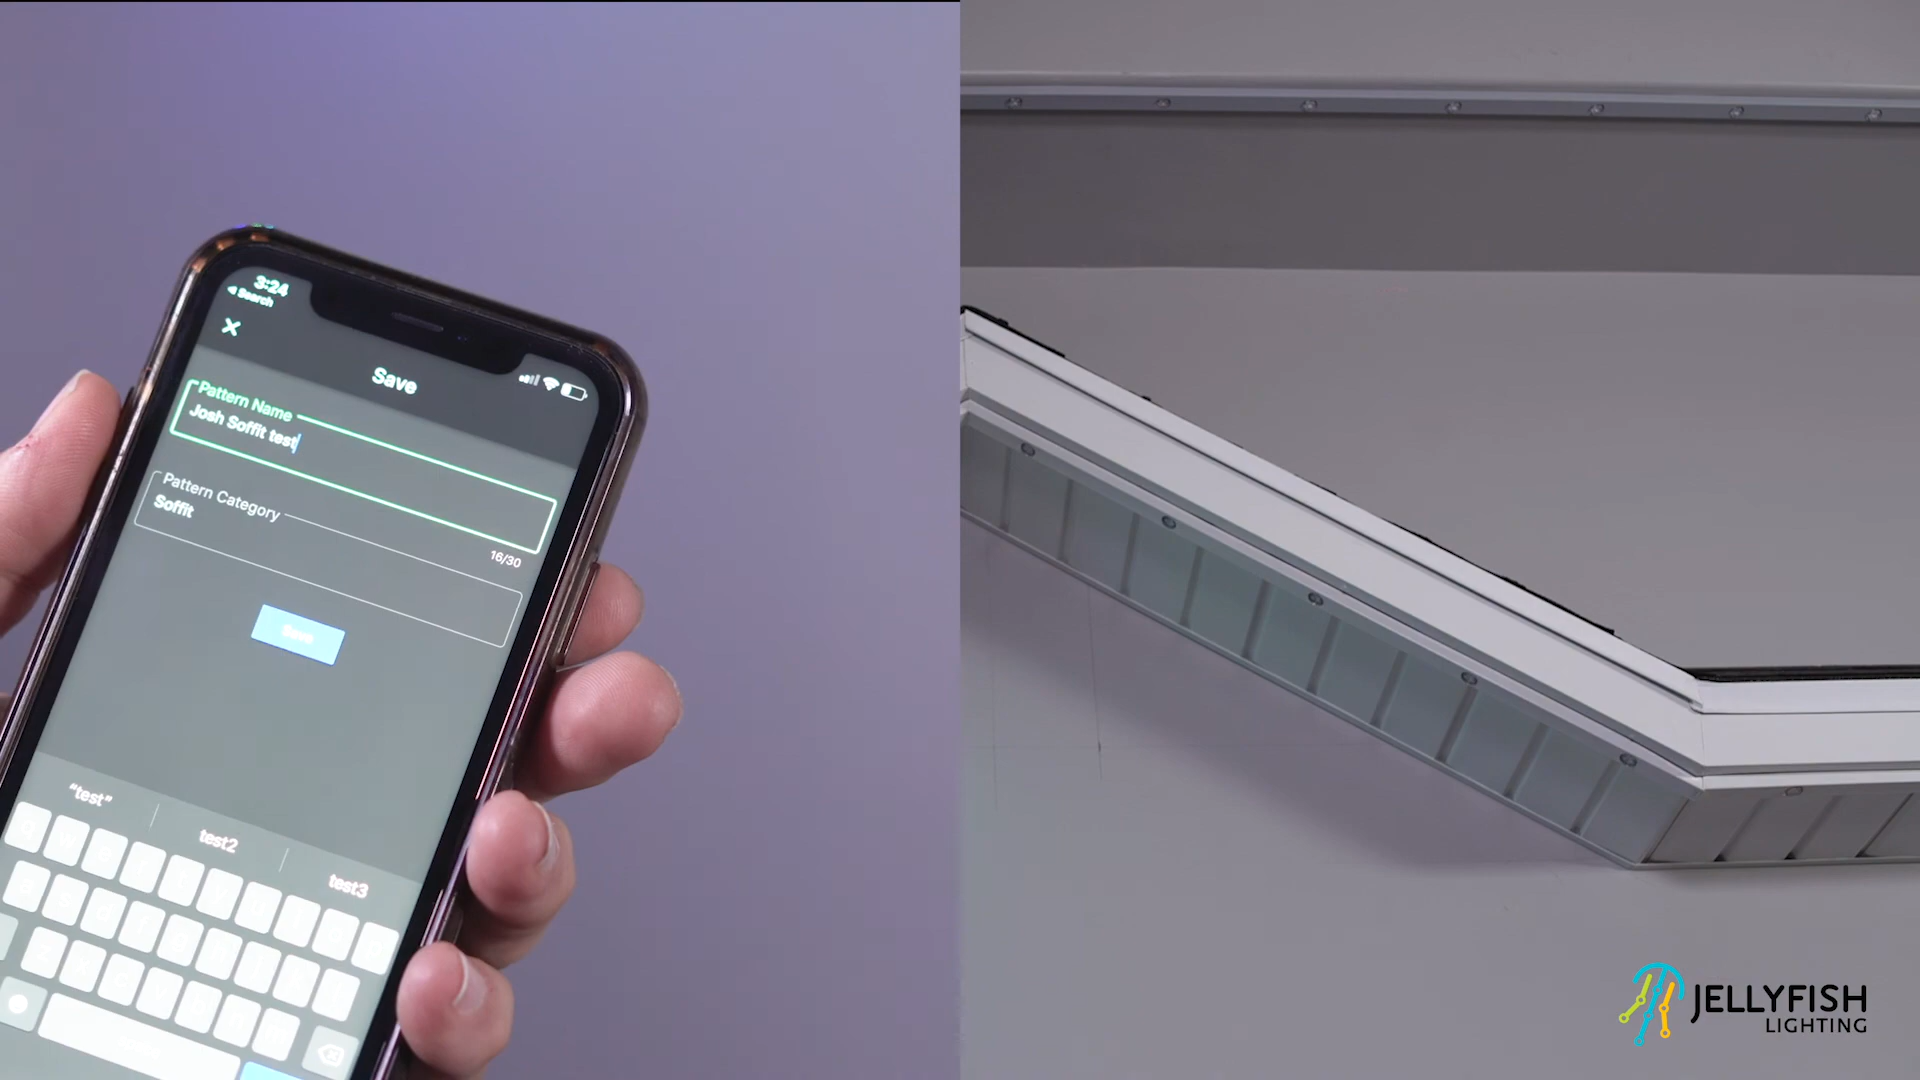 3:24
Search
Save
Pattern Name
Josh Soffit test
16/30
Pattern Category
Soffit
Save
"test"
test2
test3
JELLYFISH
LIGHTING